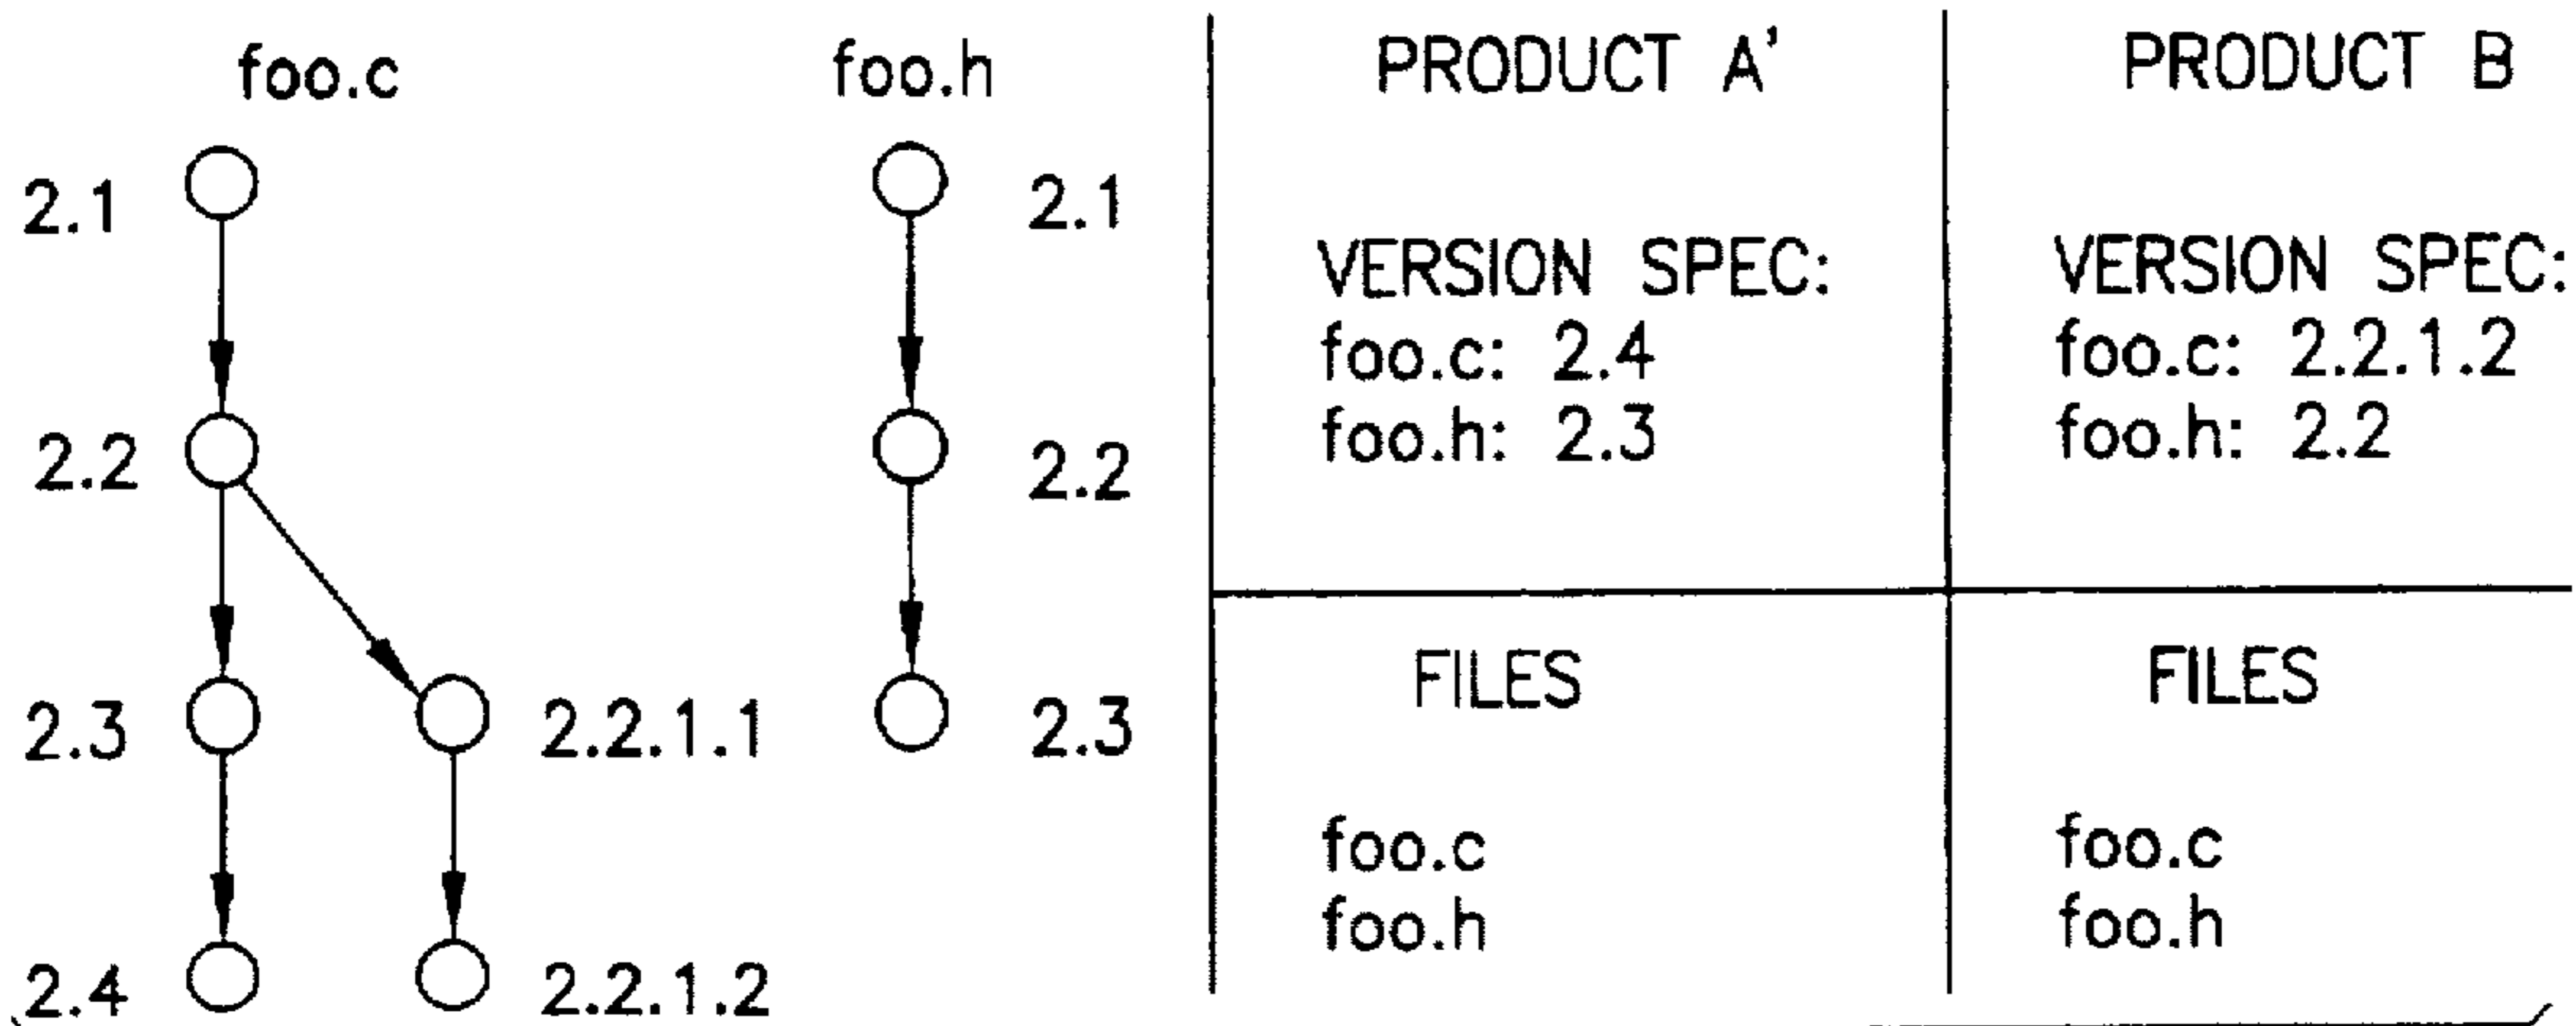 foo.c
foo.h
2.1
2.1
2.2
2.2
2.3
2.2.1.1
2.3
2.4
2.2.1.2
PRODUCT A'
VERSION SPEC:
foo.c: 2.4
foo.h: 2.3
FILES
foo.c
foo.h
PRODUCT B
VERSION SPEC:
foo.c: 2.2.1.2
foo.h: 2.2
FILES
foo.c
foo.h